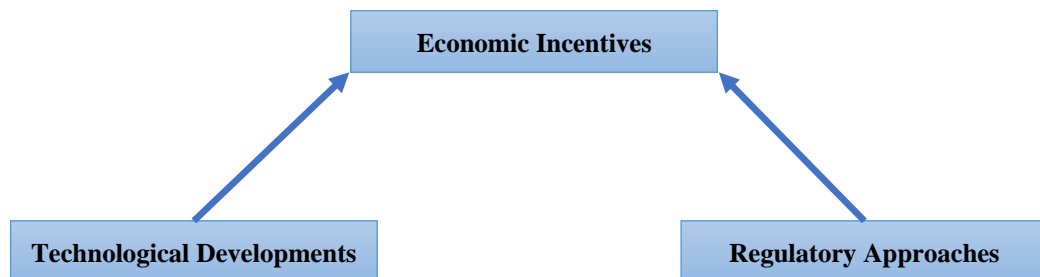 Economic Incentives
Technological Developments
Regulatory Approaches